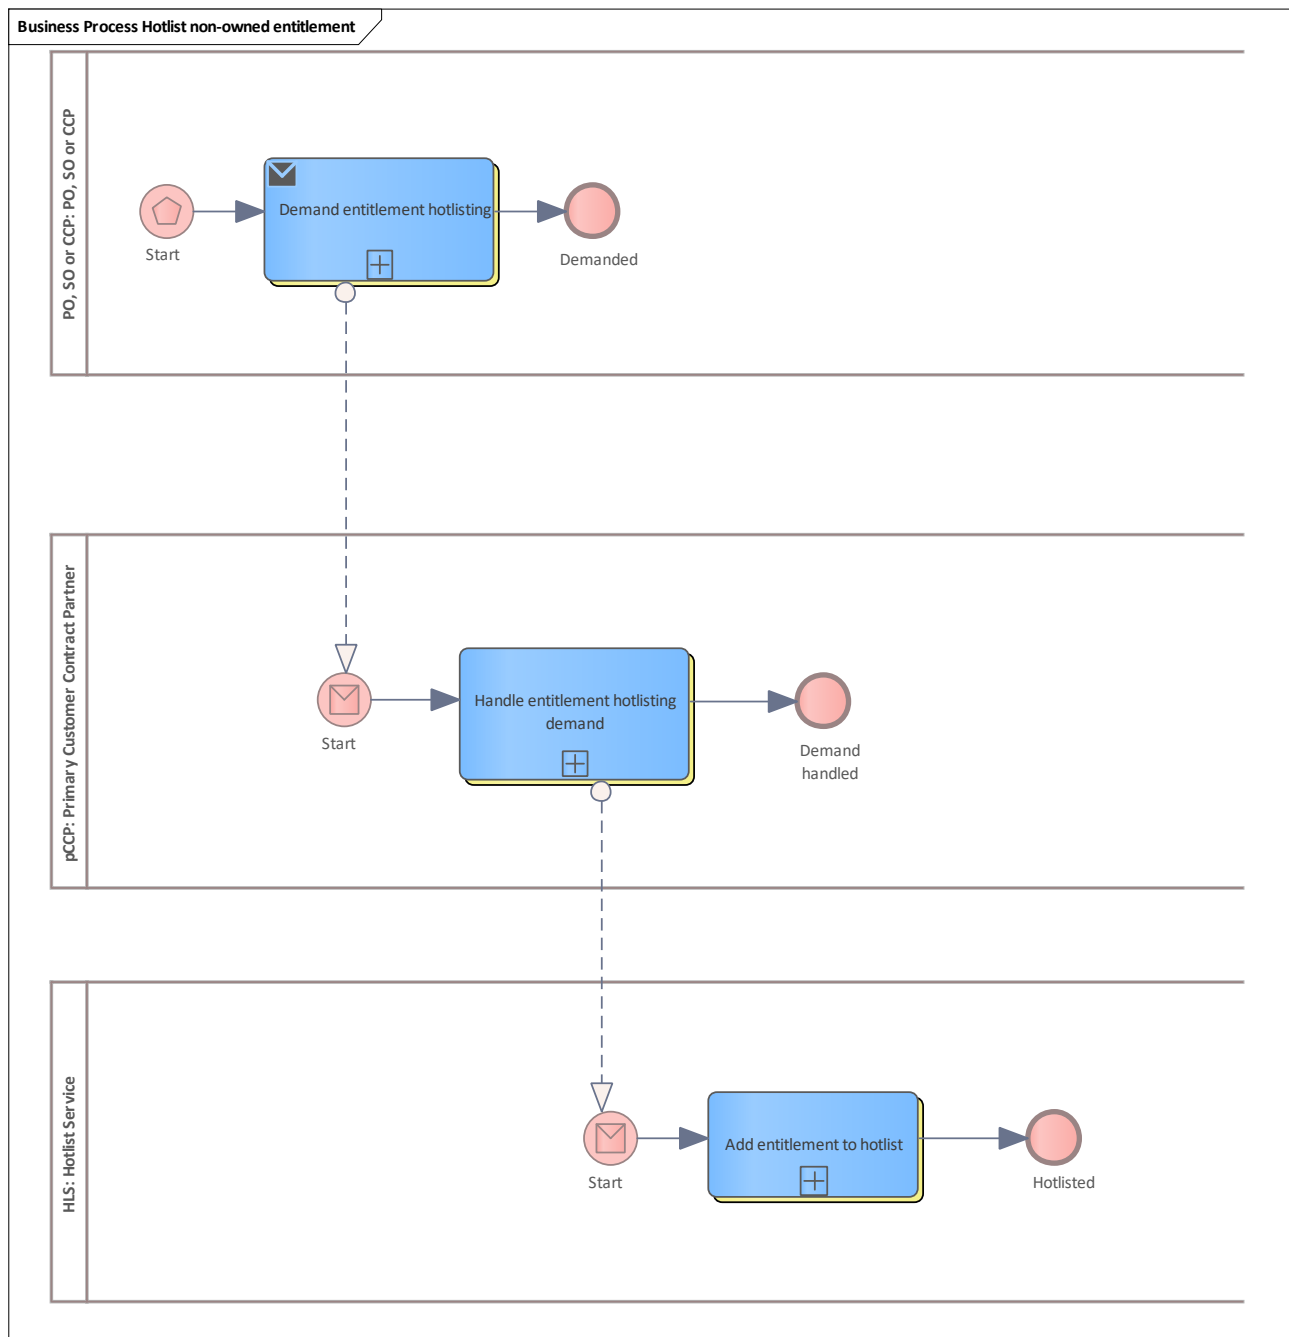 Business Process Hotlist non-owned entitlement
PO, SO or CCP: PO, SO or CCP
Demand entitlement hotlisting
Start
Demanded
pCCP: Primary Customer Contract Partner
Handle entitlement hotlisting
demand
Start
Demand
handled
HLS: Hotlist Service
Add entitlement to hotlist
Start
Hotlisted